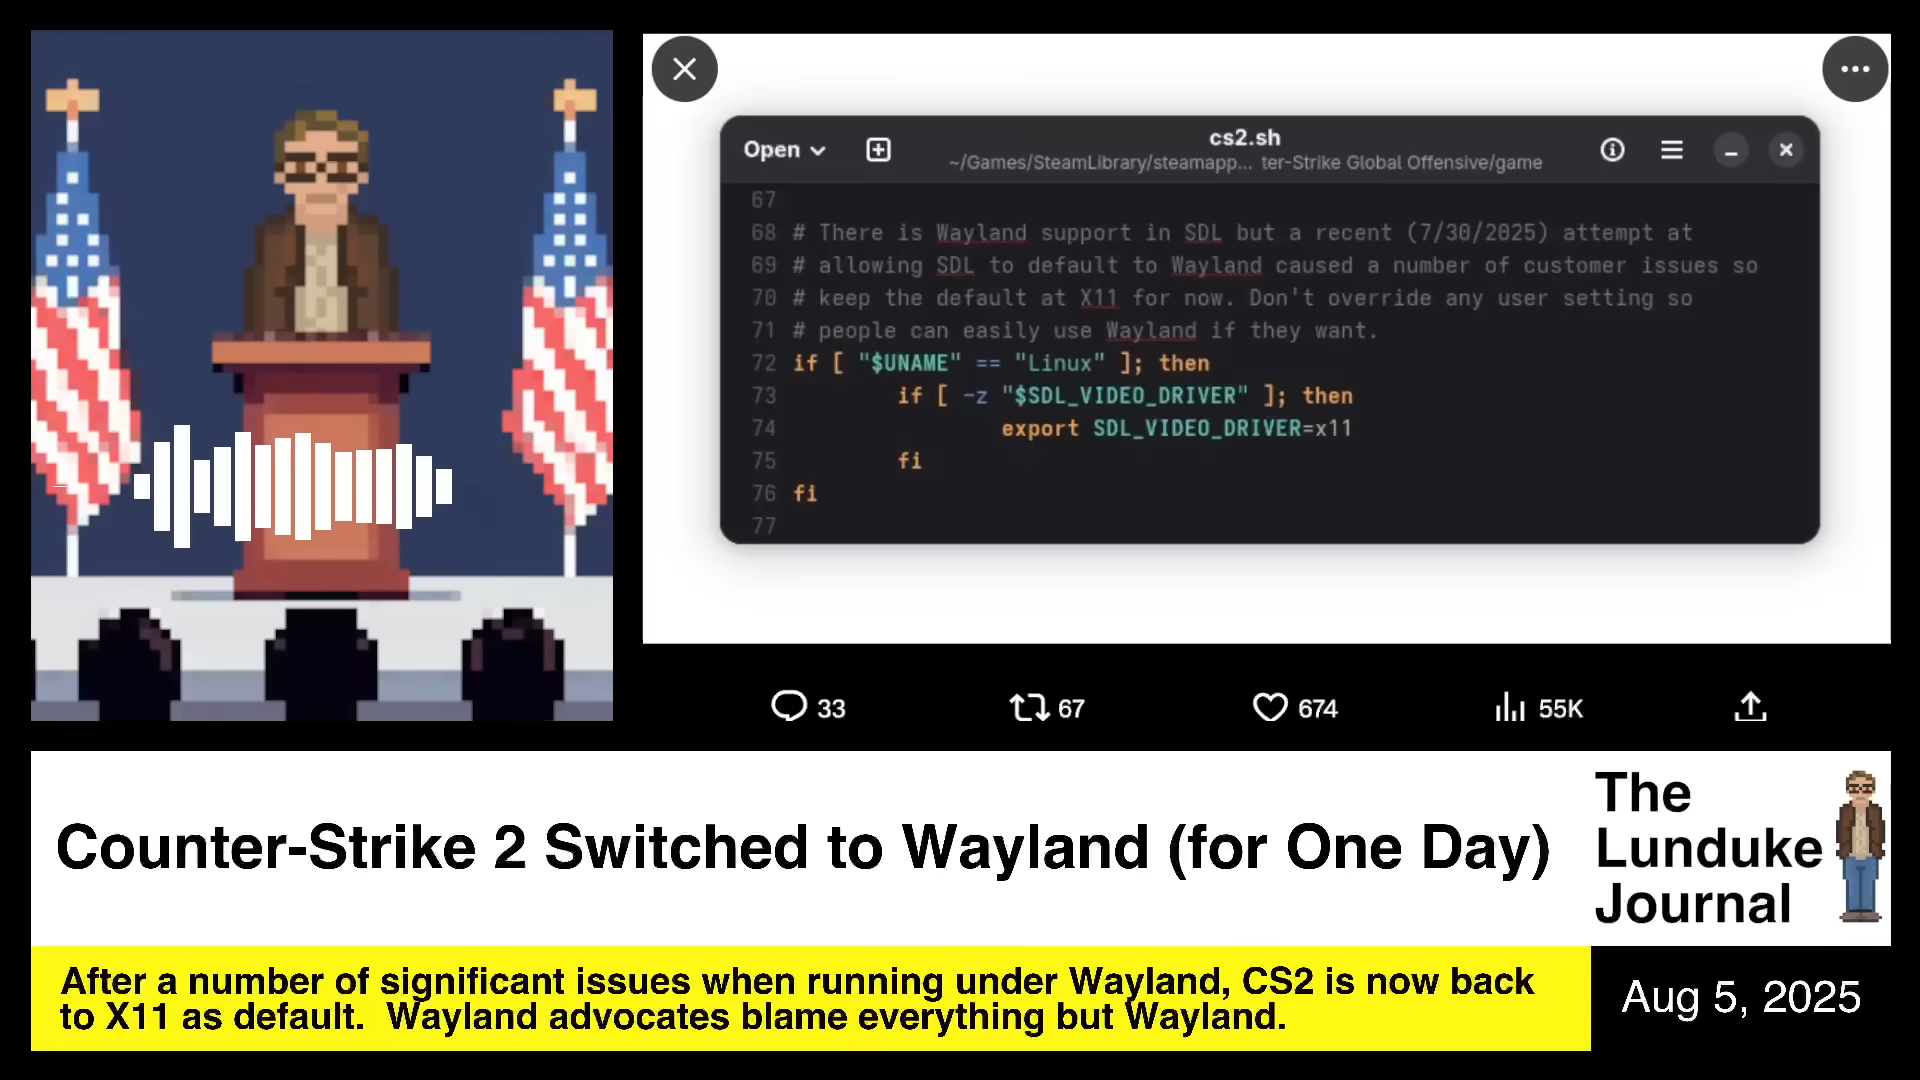 Open
cs2.sh
~/Games/SteamLibrary/steamapp... ter-Strike Global Offensive/game
67
68 # There is Wayland support in SDL but a recent (7/30/2025) attempt at
69 # allowing SDL to default to Wayland caused a number of customer issues so
70 # keep the default at X11 for now. Don't override any user setting so
71 # people can easily use Wayland if they want.
72 if [ "$UNAME" == "Linux" ]; then
73 if [ -z "$SDL_VIDEO_DRIVER" ]; then
74 export SDL_VIDEO_DRIVER=x11
75 fi
76 fi
77
33 67 674 55K
Counter-Strike 2 Switched to Wayland (for One Day)
The
Lunduke
Journal
After a number of significant issues when running under Wayland, CS2 is now back
to X11 as default.  Wayland advocates blame everything but Wayland.
Aug 5, 2025